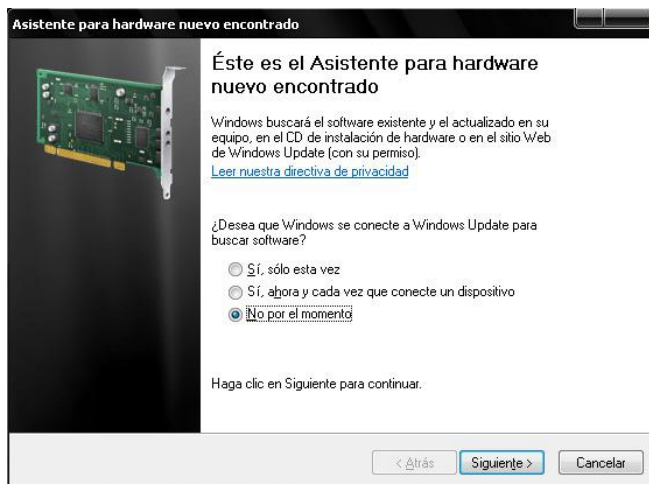 Asistente para hardware nuevo encontrado
Éste es el Asistente para hardware
nuevo encontrado
Windows buscará el software existente y el actualizado en su
equipo, en el CD de instalación de hardware o en el sitio Web
de Windows Update (con su permiso).
Leer nuestra directiva de privacidad
¿Desea que Windows se conecte a Windows Update para
buscar software?
Sí, sólo esta vez
Sí, ahora y cada vez que conecte un dispositivo
No por el momento
Haga clic en Siguiente para continuar.
< Atrás
Siguiente >
Cancelar